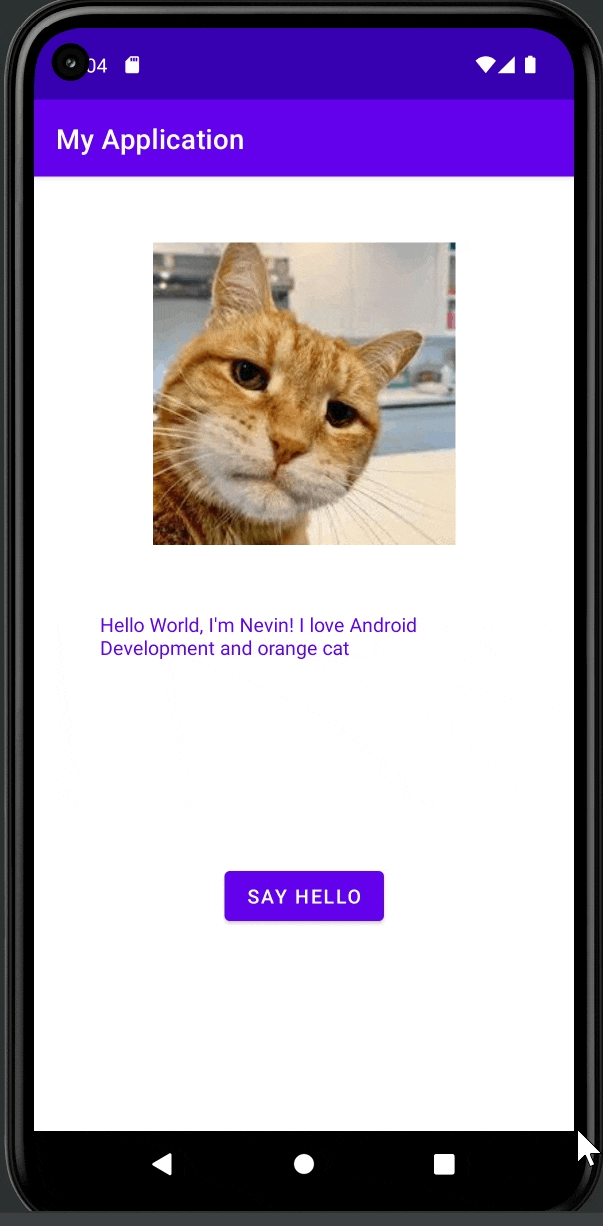 04
My Application
Hello World, I'm Nevin! I love Android
Development and orange cat
SAY HELLO